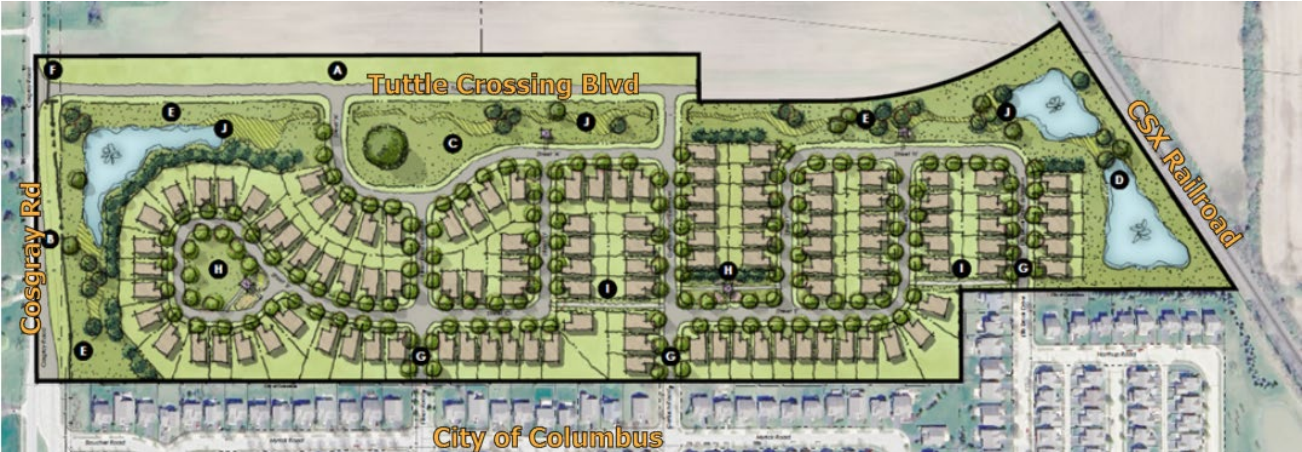 F
A
Tuttle Crossing Blvd
E
J
C
J
E
J
D
CSX Railroad
Cosgray Rd
B
H
H
I
I
G
E
G
G
City of Columbus